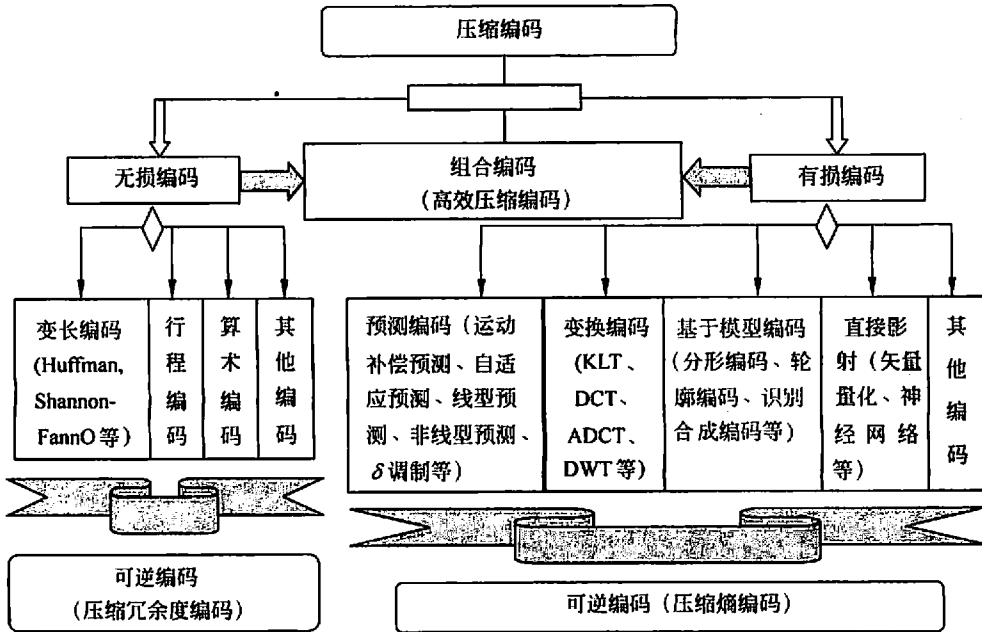 压缩编码
无损编码
组合编码
(高效压缩编码)
有损编码
变长编码
(Huffman,
Shannon-
FannO等)
行程编码
算术编码
其他编码
预测编码(运动
补偿预测、自适
应预测、线型预
测、非线型预测、
δ调制等)
变换编码
(KLT、
DCT、
ADCT、
DWT等)
基于模型编码
(分形编码、轮
廓编码、识别
合成编码等)
直接影
射(矢量
量化、神
经网络
等)
其他编码
可逆编码
(压缩冗余度编码)
可逆编码(压缩熵编码)